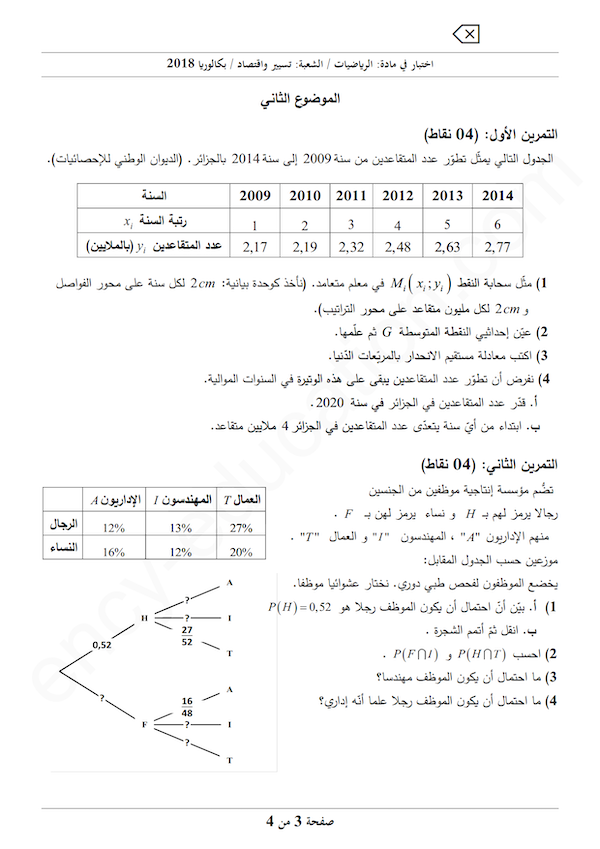 اختبار في مادة: الرياضيات / الشعبة: تسيير واقتصاد / بكالوريا 2018
الموضوع الثاني
التمرين الأول: (04 نقاط)
الجدول التالي يمثّل تطوّر عدد المتقاعدين من سنة 2009 إلى سنة 2014 بالجزائر. (الديوان الوطني للإحصائيات).
السنة 2009 2010 2011 2012 2013 2014
رتبة السنة x_i 1 2 3 4 5 6
عدد المتقاعدين y_i (بالملايين) 2,17 2,19 2,32 2,48 2,63 2,77
1) مثّل سحابة النقط M_i(x_i ; y_i) في معلم متعامد. (نأخذ كوحدة بيانية: 2cm لكل سنة على محور الفواصل
و 2cm لكل مليون متقاعد على محور التراتيب).
2) عيّن إحداثيي النقطة المتوسطة G ثم علّمها.
3) اكتب معادلة مستقيم الانحدار بالمربّعات الدّنيا.
4) نفرض أن تطوّر عدد المتقاعدين يبقى على هذه الوتيرة في السنوات الموالية.
أ. قدّر عدد المتقاعدين في الجزائر في سنة 2020.
ب. ابتداء من أيّ سنة يتعدّى عدد المتقاعدين في الجزائر 4 ملايين متقاعد.
التمرين الثاني: (04 نقاط)
تضُم مؤسسة إنتاجية موظفين من الجنسين
رجالا يرمز لهم بـ H و نساء يرمز لهن بـ F .
منهم الإداريون "A" ، المهندسون "I" و العمال "T" .
موزعين حسب الجدول المقابل:
الإداريون A المهندسون I العمال T
الرجال 12% 13% 27%
النساء 16% 12% 20%
يخضع الموظفون لفحص طبي دوري. نختار عشوائيا موظفا.
1) أ. بيّن أنّ احتمال أن يكون الموظف رجلا هو P(H)=0,52
ب. انقل ثمّ أتمم الشجرة .
2) احسب P(H∩T) و P(F∩I) .
3) ما احتمال أن يكون الموظف مهندسا؟
4) ما احتمال أن يكون الموظف رجلا علما أنّه إداري؟
0,52 H
? A
? I
27/52 T
? F
16/48 A
? I
? T
صفحة 3 من 4
ency-education.com